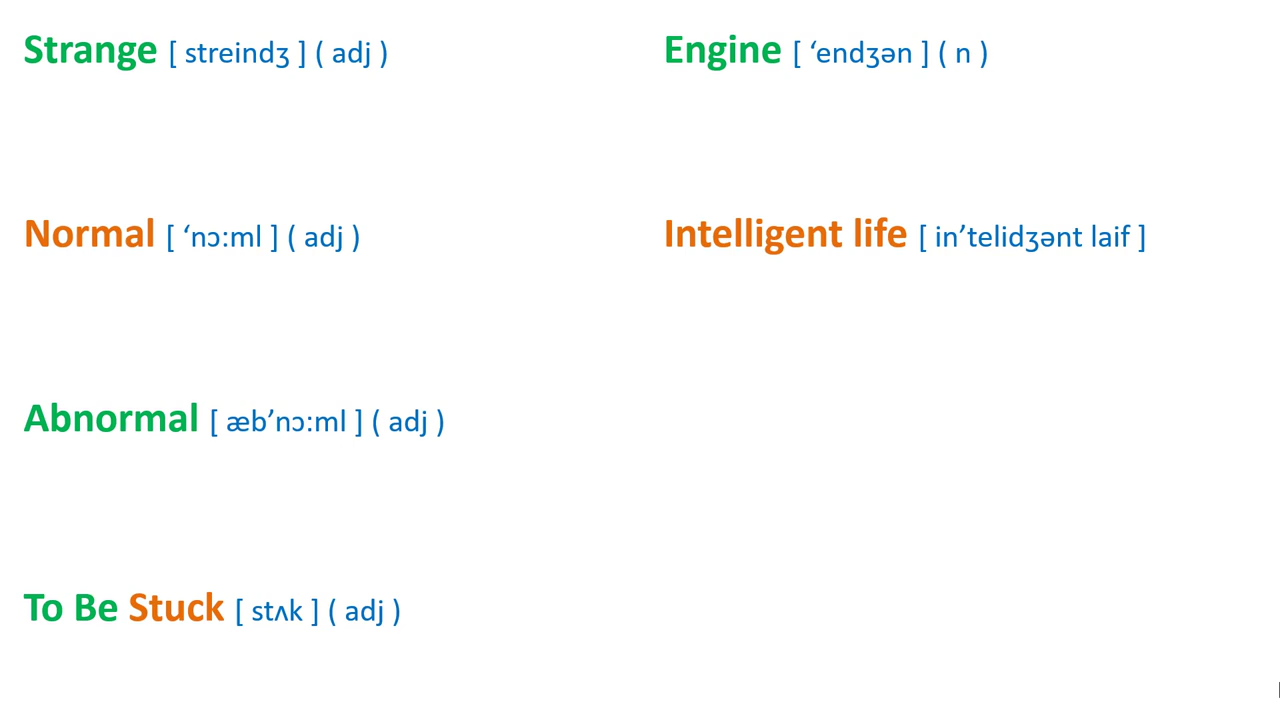 Strange [ streindʒ ] ( adj )
Normal [ ‘nɔ:ml ] ( adj )
Abnormal [ æb’nɔ:ml ] ( adj )
To Be Stuck [ stʌk ] ( adj )
Engine [ ‘endʒən ] ( n )
Intelligent life [ in’telidʒənt laif ]